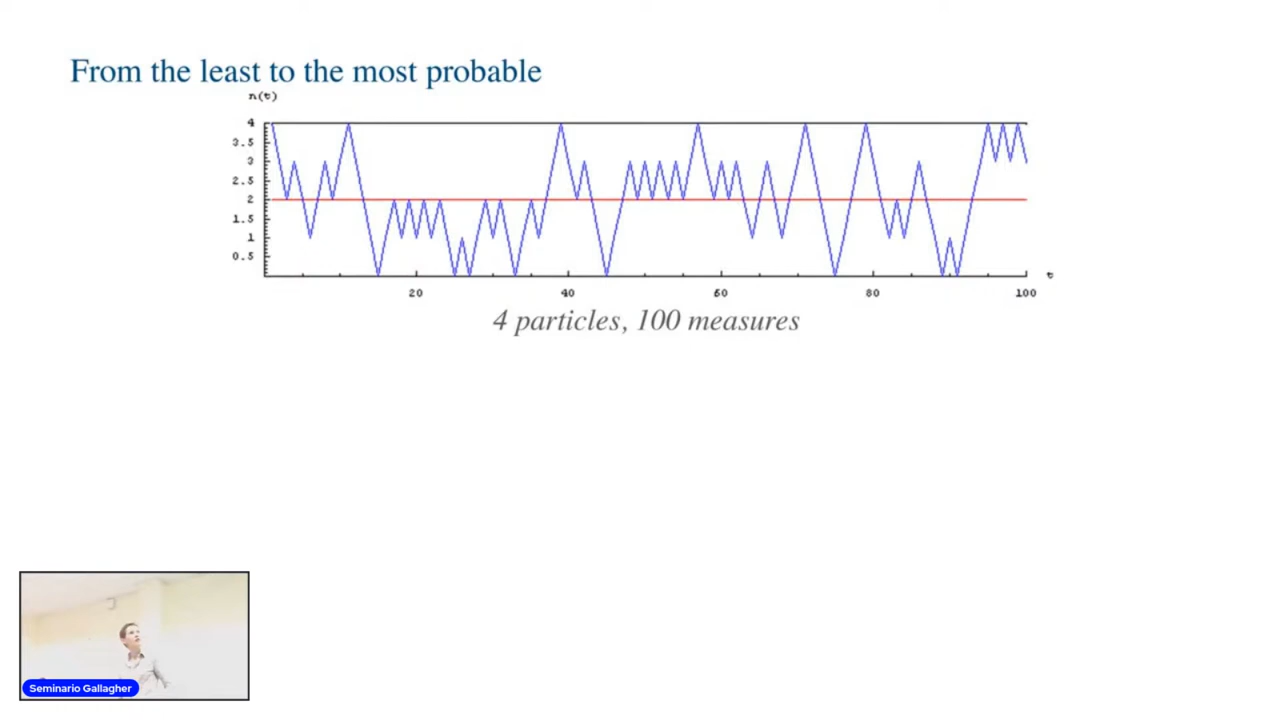 From the least to the most probable
n(t)
4
3.5
3
2.5
2
1.5
1
0.5
20 40 60 80 100
t
4 particles, 100 measures
Seminario Gallagher